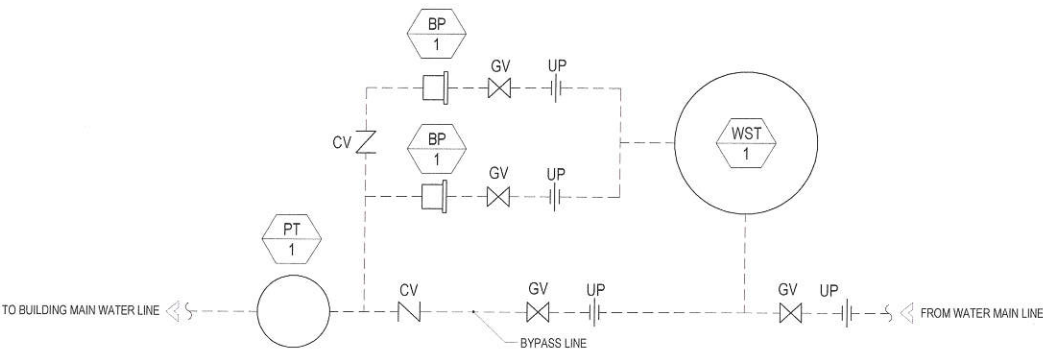 BP
1
GV
UP
CV
BP
1
GV
UP
WST
1
PT
1
TO BUILDING MAIN WATER LINE
CV
GV
UP
GV
UP
FROM WATER MAIN LINE
BYPASS LINE